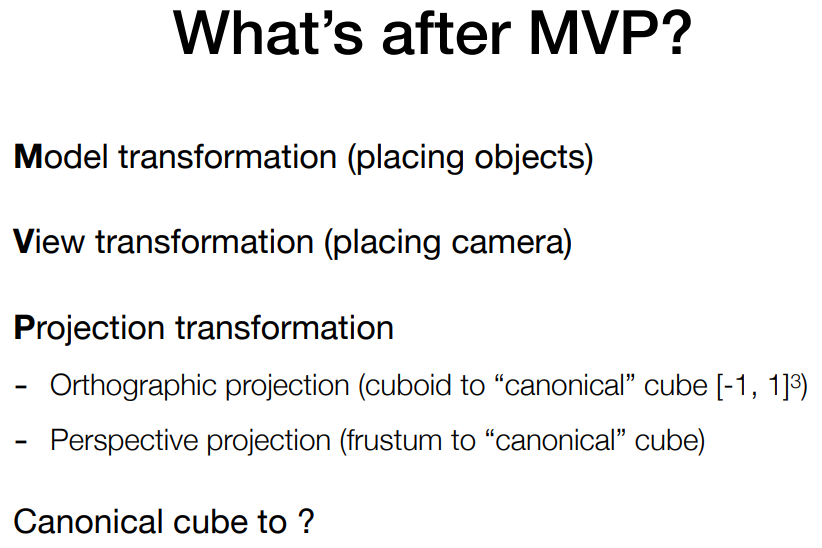 What's after MVP?
Model transformation (placing objects)
View transformation (placing camera)
Projection transformation
- Orthographic projection (cuboid to “canonical” cube [-1, 1]³)
- Perspective projection (frustum to “canonical” cube)
Canonical cube to ?